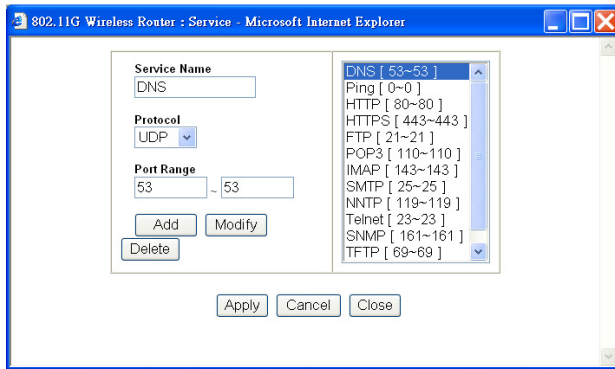 802.11G Wireless Router : Service - Microsoft Internet Explorer
Service Name
DNS
Protocol
UDP
Port Range
53 ~ 53
Add Modify
Delete
DNS [ 53~53 ]
Ping [ 0~0 ]
HTTP [ 80~80 ]
HTTPS [ 443~443 ]
FTP [ 21~21 ]
POP3 [ 110~110 ]
IMAP [ 143~143 ]
SMTP [ 25~25 ]
NNTP [ 119~119 ]
Telnet [ 23~23 ]
SNMP [ 161~161 ]
TFTP [ 69~69 ]
Apply Cancel Close